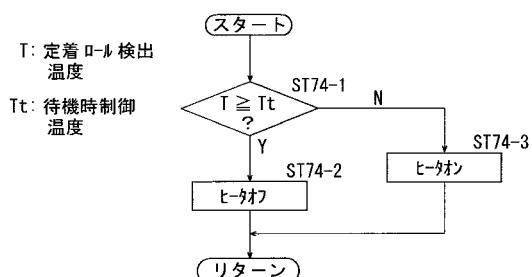 スタート
T: 定着ロール検出
温度
Tt: 待機時制御
温度
ST74-1
T ≧ Tt
?
N
Y
ST74-2
ヒータオフ
ST74-3
ヒータオン
リターン